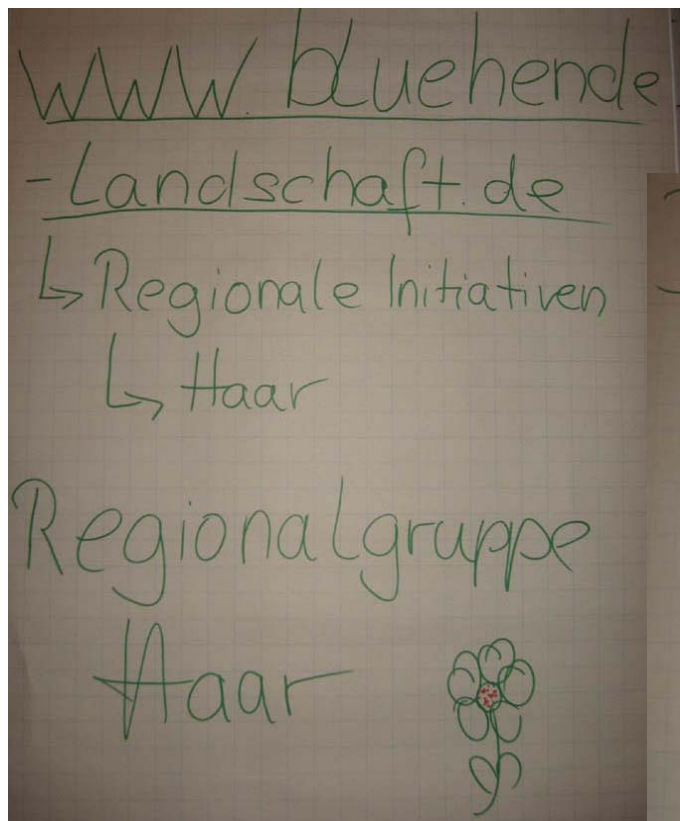 www.bluehende
-Landschaft.de
↳ Regionale Initiativen
↳ Haar
Regionalgruppe
Haar